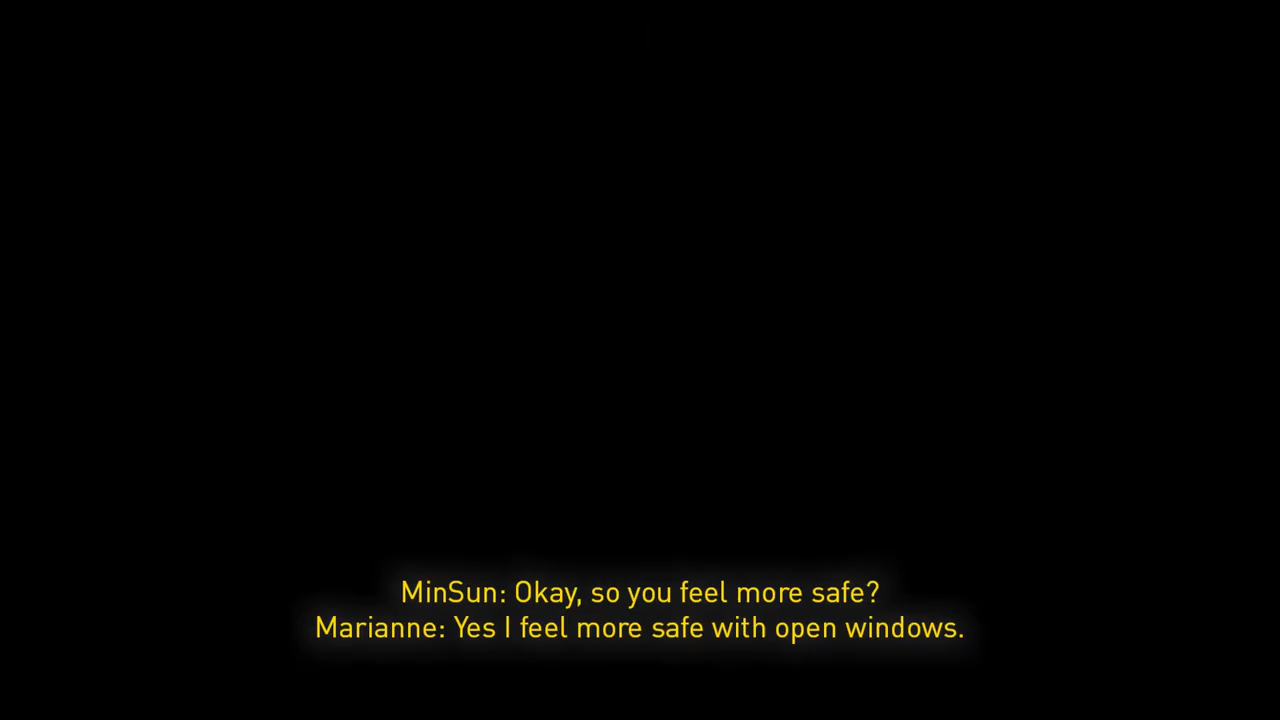 MinSun: Okay, so you feel more safe?
Marianne: Yes I feel more safe with open windows.